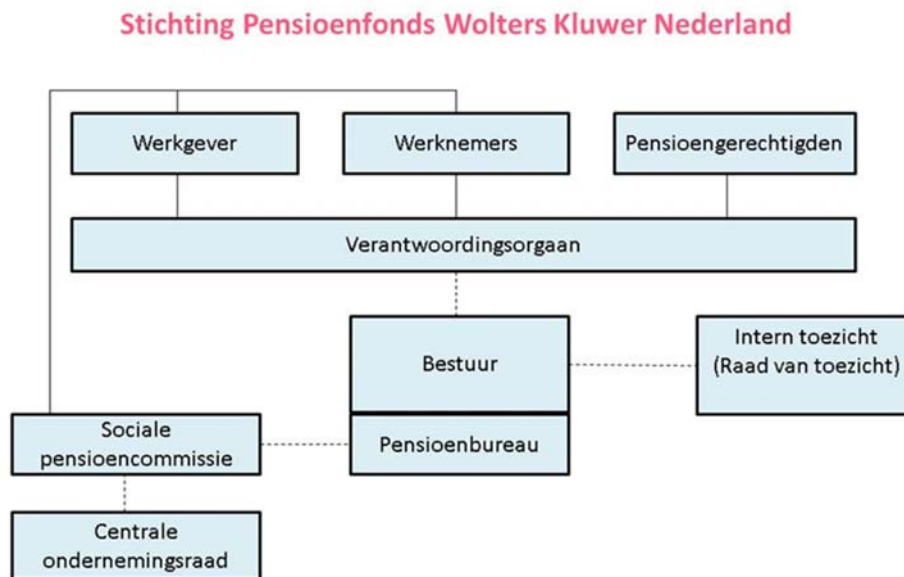 Stichting Pensioenfonds Wolters Kluwer Nederland
Werkgever
Werknemers
Pensioengerechtigden
Verantwoordingsorgaan
Bestuur
Intern toezicht
(Raad van toezicht)
Sociale
pensioencommissie
Pensioenbureau
Centrale
ondernemingsraad